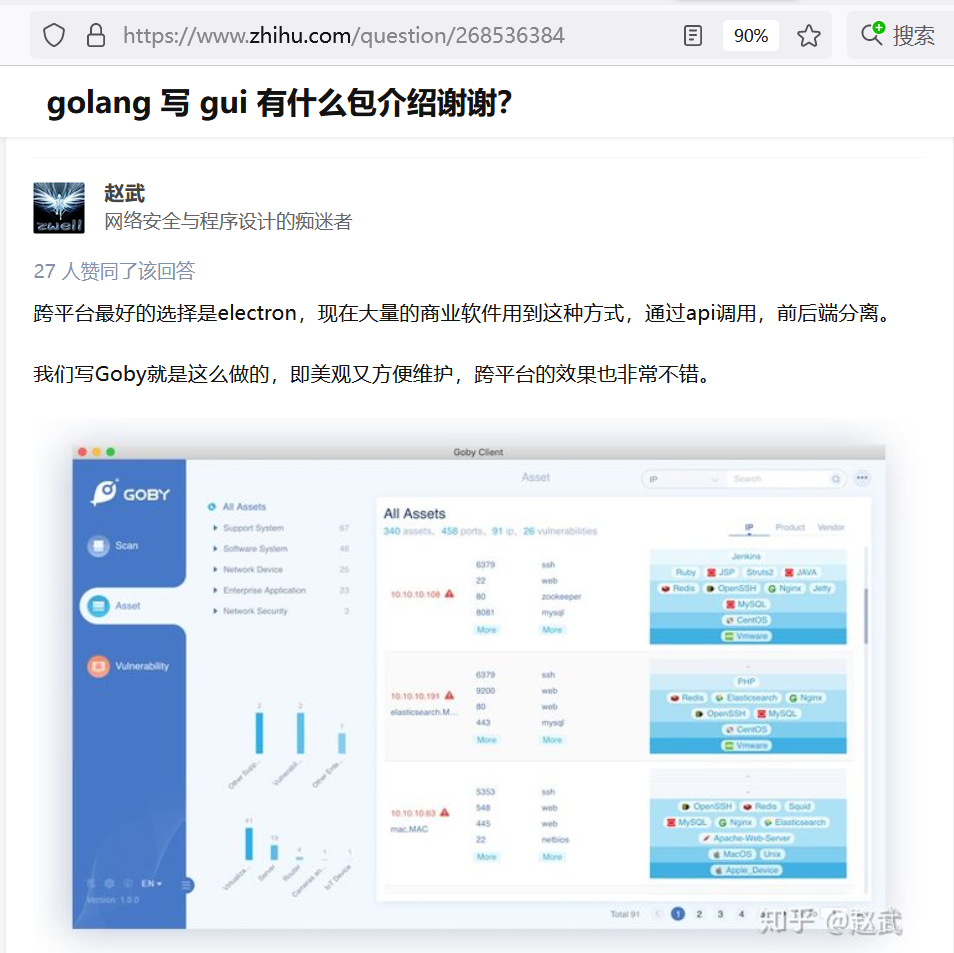 https://www.zhihu.com/question/268536384
90%
搜索
golang 写 gui 有什么包介绍谢谢?
zwell
赵武
网络安全与程序设计的痴迷者
27 人赞同了该回答
跨平台最好的选择是electron，现在大量的商业软件用到这种方式，通过api调用，前后端分离。
我们写Goby就是这么做的，即美观又方便维护，跨平台的效果也非常不错。
Goby Client
GOBY
Scan
Asset
Vulnerability
EN
Version: 1.0.0
All Assets
Support System 67
Software System 48
Network Device 25
Enterprise Application 23
Network Security 3
3
2
1
Other Supp...
Vulnerabil...
Other Ente...
41
19
4
1
1
Virtualiza...
Server
Router
Cameras an...
IoT Device
Asset
IP
Search
All Assets
340 assets, 458 ports, 91 ip, 26 vulnerabilities
IP
Product
Vendor
10.10.10.108
6379 ssh
22 web
80 zookeeper
8081 mysql
More More
Jenkins
Ruby JSP Struts2 JAVA
Redis OpenSSH Nginx Jetty
MySQL
CentOS
Vmware
10.10.10.191
elasticsearch.M...
6379 ssh
9200 web
80 web
443 mysql
More More
-
PHP
Redis Elasticsearch Nginx
OpenSSH MySQL
CentOS
Vmware
10.10.10.63
mac,MAC
5353 ssh
548 web
445 web
22 netbios
More More
-
-
OpenSSH Redis Squid
MySQL Nginx Elasticsearch
Apache-Web-Server
MacOS Unix
Apple_Device
Total 91
1 2 3 4
知乎 @赵武